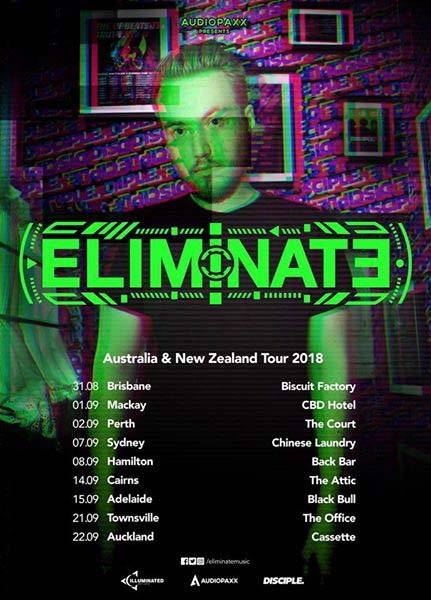 AUDIOPAXX
PRESENTS
ELIMINATE
Australia & New Zealand Tour 2018
31.08 Brisbane Biscuit Factory
01.09 Mackay CBD Hotel
02.09 Perth The Court
07.09 Sydney Chinese Laundry
08.09 Hamilton Back Bar
14.09 Cairns The Attic
15.09 Adelaide Black Bull
21.09 Townsville The Office
22.09 Auckland Cassette
/eliminatemusic
ILLUMINATED AUDIOPAXX DISCIPLE.